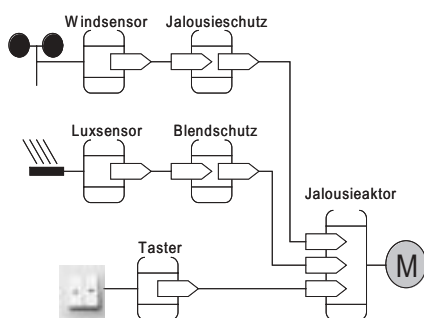 Windsensor Jalousieschutz
Luxsensor Blendschutz
Jalousieaktor
Taster
M